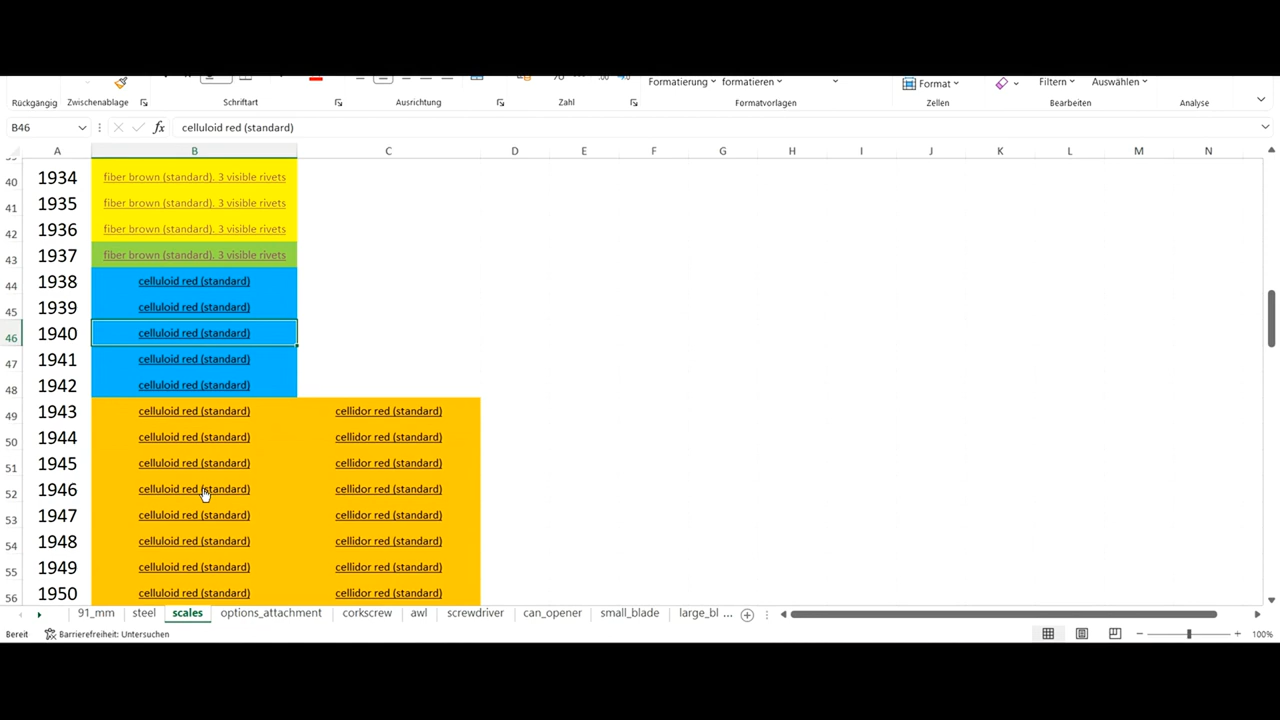 Formatierung formatieren Format Filtern Auswählen
Rückgängig Zwischenablage Schriftart Ausrichtung Zahl Formatvorlagen Zellen Bearbeiten Analyse
B46 fx celluloid red (standard)
A B C D E F G H I J K L M N
40 1934 fiber brown (standard). 3 visible rivets
41 1935 fiber brown (standard). 3 visible rivets
42 1936 fiber brown (standard). 3 visible rivets
43 1937 fiber brown (standard). 3 visible rivets
44 1938 celluloid red (standard)
45 1939 celluloid red (standard)
46 1940 celluloid red (standard)
47 1941 celluloid red (standard)
48 1942 celluloid red (standard)
49 1943 celluloid red (standard) cellidor red (standard)
50 1944 celluloid red (standard) cellidor red (standard)
51 1945 celluloid red (standard) cellidor red (standard)
52 1946 celluloid red (standard) cellidor red (standard)
53 1947 celluloid red (standard) cellidor red (standard)
54 1948 celluloid red (standard) cellidor red (standard)
55 1949 celluloid red (standard) cellidor red (standard)
56 1950 celluloid red (standard) cellidor red (standard)
91_mm steel scales options_attachment corkscrew awl screwdriver can_opener small_blade large_bl ...
Bereit Barrierefreiheit: Untersuchen 100%